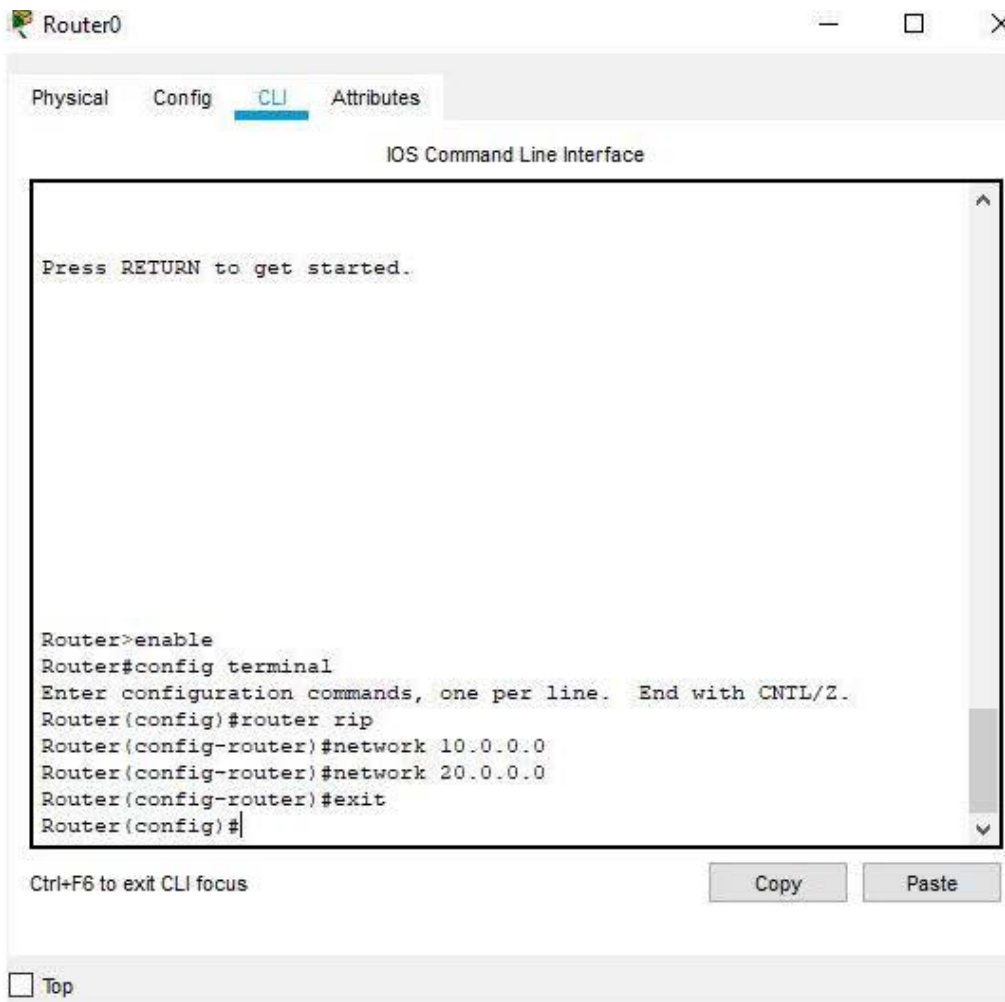 Router0
Physical Config CLI Attributes
IOS Command Line Interface
Press RETURN to get started.
Router>enable
Router#config terminal
Enter configuration commands, one per line.  End with CNTL/Z.
Router(config)#router rip
Router(config-router)#network 10.0.0.0
Router(config-router)#network 20.0.0.0
Router(config-router)#exit
Router(config)#
Ctrl+F6 to exit CLI focus Copy Paste
Top